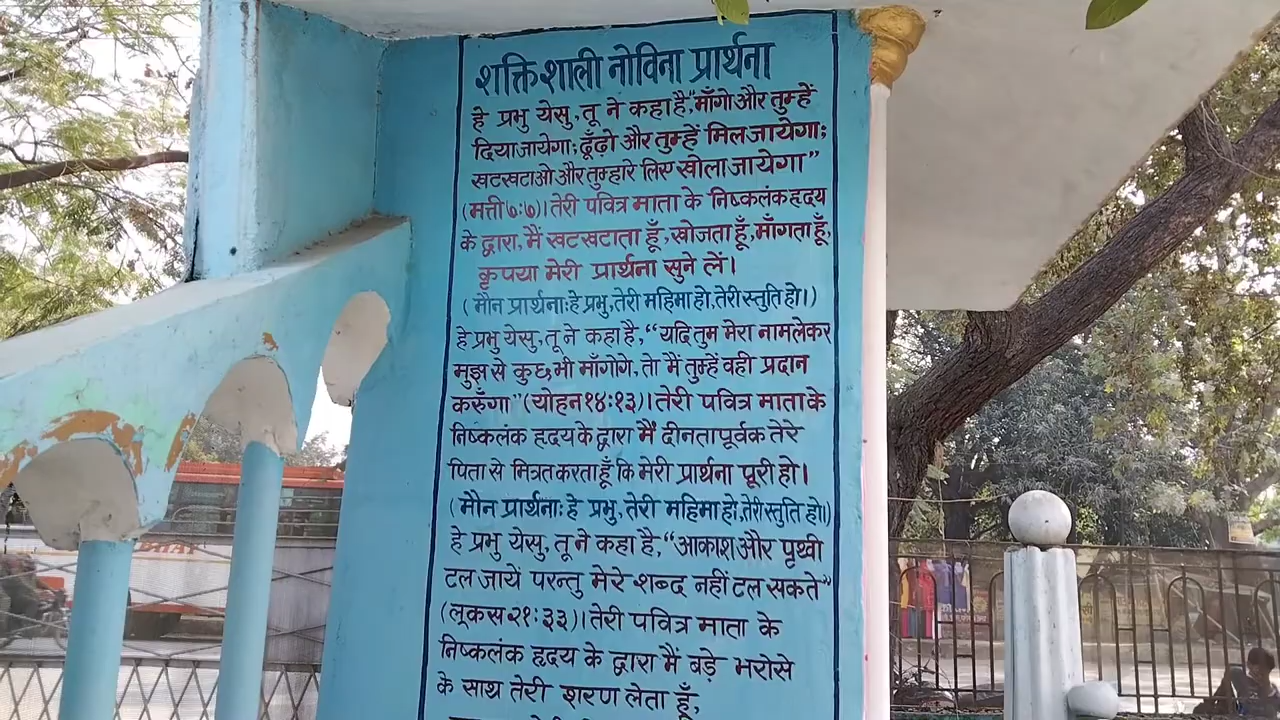 शक्तिशाली नोविना प्रार्थना
हे प्रभु येसु, तू ने कहा है,"माँगो और तुम्हें
दिया जायेगा; ढूँढ़ो और तुम्हें मिल जायेगा;
खटखटाओ और तुम्हारे लिए खोला जायेगा"
(मत्ती ७:७)। तेरी पवित्र माता के निष्कलंक हृदय
के द्वारा, मैं खटखटाता हूँ, खोजता हूँ, माँगता हूँ,
कृपया मेरी प्रार्थना सुने लें।
(मौन प्रार्थना: हे प्रभु, तेरी महिमा हो, तेरी स्तुति हो।)
हे प्रभु येसु, तू ने कहा है, "यदि तुम मेरा नाम लेकर
मुझ से कुछ भी माँगोगे, तो मैं तुम्हें वही प्रदान
करुँगा" (योहन १४:१३)। तेरी पवित्र माता के
निष्कलंक हृदय के द्वारा मैं दीनतापूर्वक तेरे
पिता से मिन्नत करता हूँ कि मेरी प्रार्थना पूरी हो।
(मौन प्रार्थना: हे प्रभु, तेरी महिमा हो, तेरी स्तुति हो।)
हे प्रभु येसु, तू ने कहा है, "आकाश और पृथ्वी
टल जायें परन्तु मेरे शब्द नहीं टल सकते"
(लूकस २१:३३)। तेरी पवित्र माता के
निष्कलंक हृदय के द्वारा मैं बड़े भरोसे
के साथ तेरी शरण लेता हूँ,